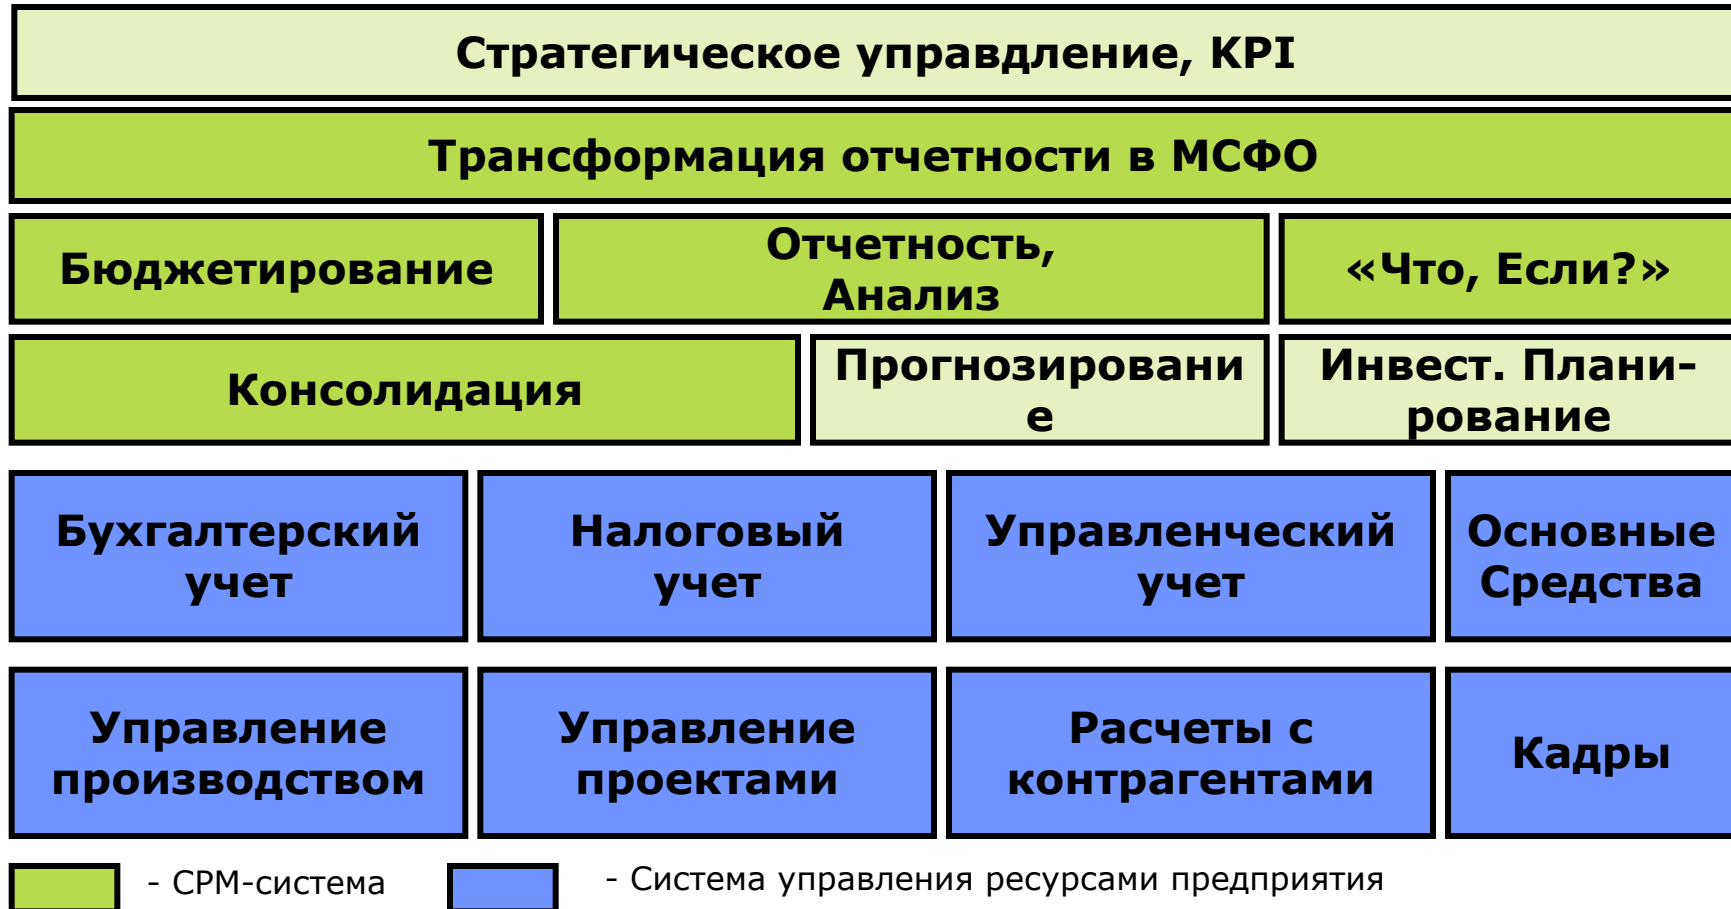 Стратегическое управдление, KPI
Трансформация отчетности в МСФО
Бюджетирование
Отчетность,
Анализ
«Что, Если?»
Консолидация
Прогнозировани
е
Инвест. Плани-
рование
Бухгалтерский
учет
Налоговый
учет
Управленческий
учет
Основные
Средства
Управление
производством
Управление
проектами
Расчеты с
контрагентами
Кадры
- CPM-система
- Система управления ресурсами предприятия